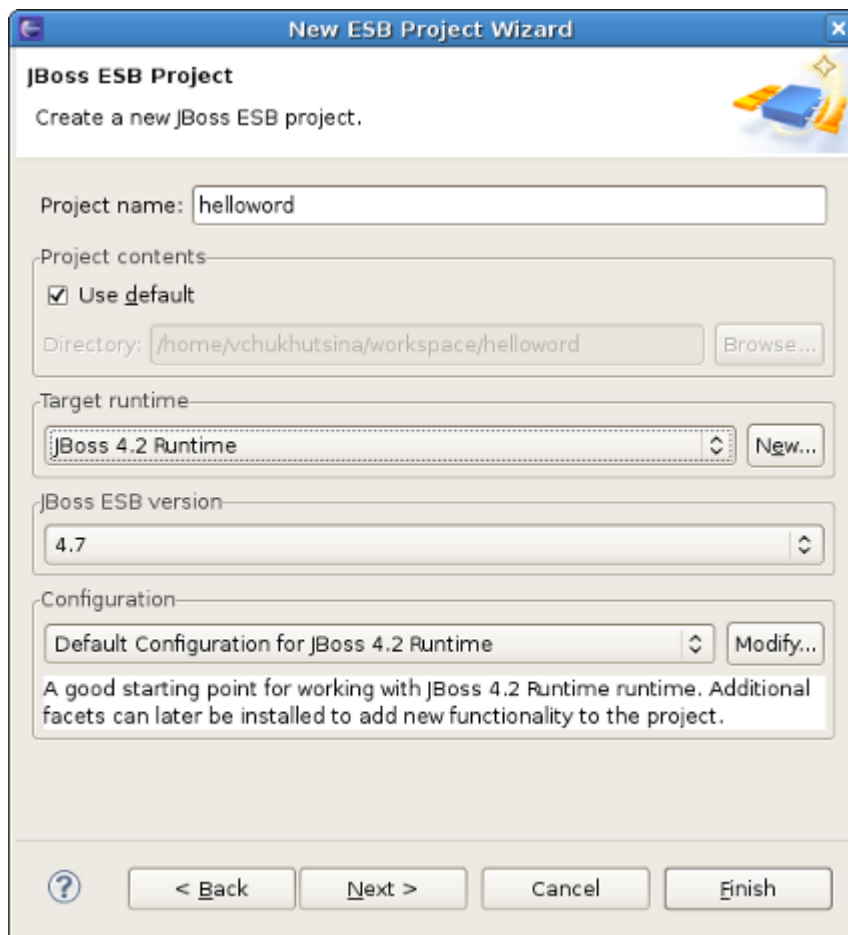 New ESB Project Wizard
JBoss ESB Project
Create a new JBoss ESB project.
Project name: helloword
Project contents
Use default
Directory: /home/vchukhutsina/workspace/helloword Browse...
Target runtime
JBoss 4.2 Runtime New...
JBoss ESB version
4.7
Configuration
Default Configuration for JBoss 4.2 Runtime Modify...
A good starting point for working with JBoss 4.2 Runtime runtime. Additional
facets can later be installed to add new functionality to the project.
? < Back Next > Cancel Finish